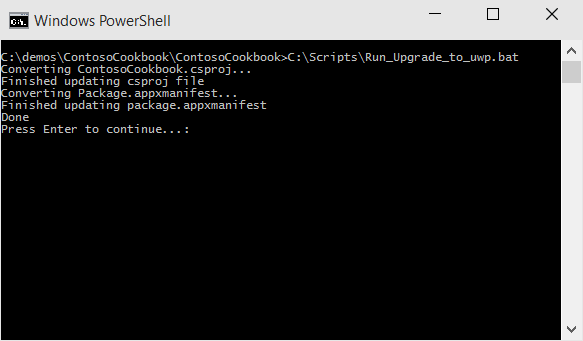 Windows PowerShell
C:\demos\ContosoCookbook\ContosoCookbook>C:\Scripts\Run_Upgrade_to_uwp.bat
Converting ContosoCookbook.csproj...
Finished updating csproj file
Converting Package.appxmanifest...
Finished updating package.appxmanifest
Done
Press Enter to continue...: